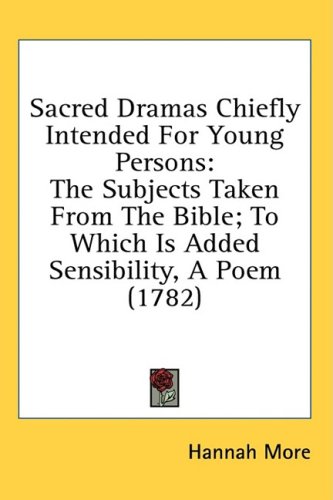 Sacred Dramas Chiefly
Intended For Young
Persons:
The Subjects Taken
From The Bible; To
Which Is Added
Sensibility, A Poem
(1782)
Hannah More